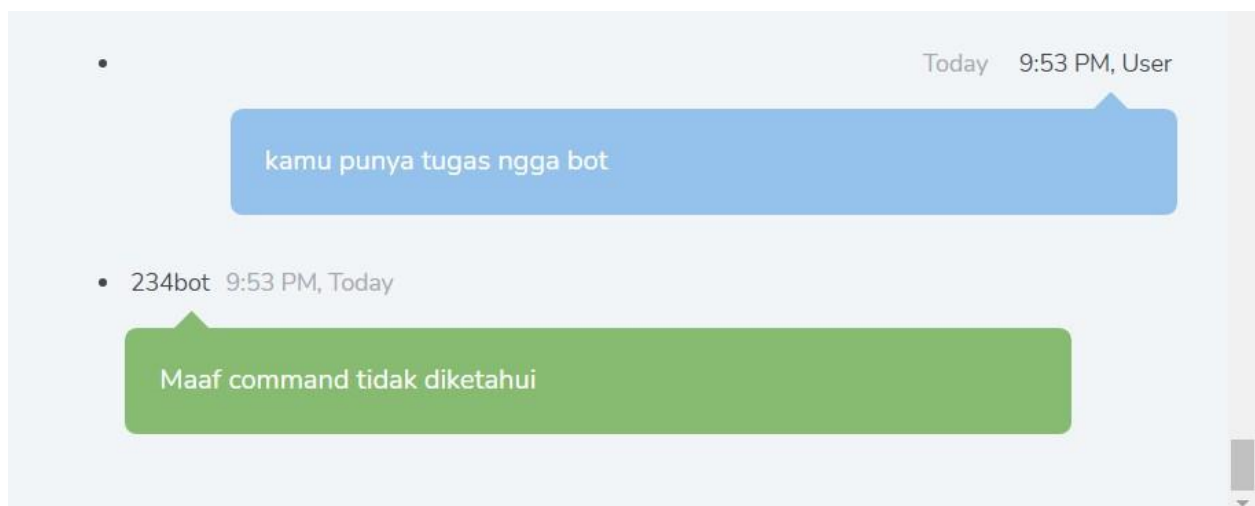 Today 9:53 PM, User
kamu punya tugas ngga bot
234bot 9:53 PM, Today
Maaf command tidak diketahui